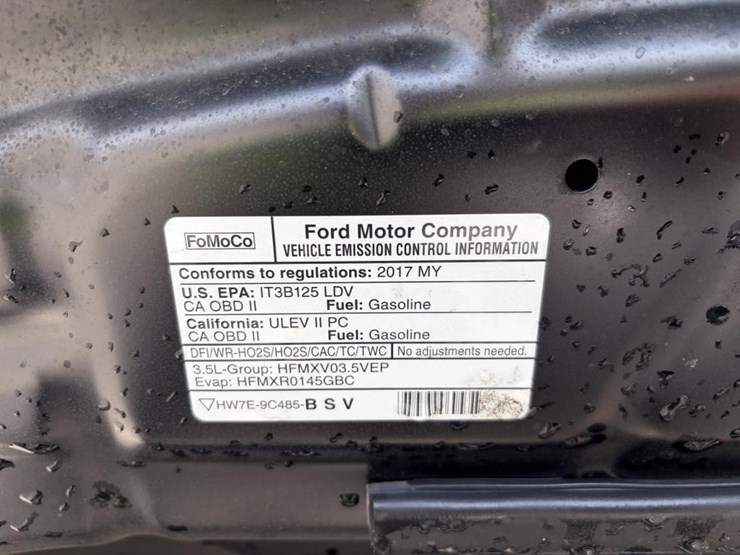 FoMoCo
Ford Motor Company
VEHICLE EMISSION CONTROL INFORMATION
Conforms to regulations: 2017 MY
U.S. EPA: IT3B125 LDV
CA OBD II Fuel: Gasoline
California: ULEV II PC
CA OBD II Fuel: Gasoline
DFI/WR-HO2S/HO2S/CAC/TC/TWC No adjustments needed.
3.5L-Group: HFMXV03.5VEP
Evap: HFMXR0145GBC
HW7E-9C485-B S V